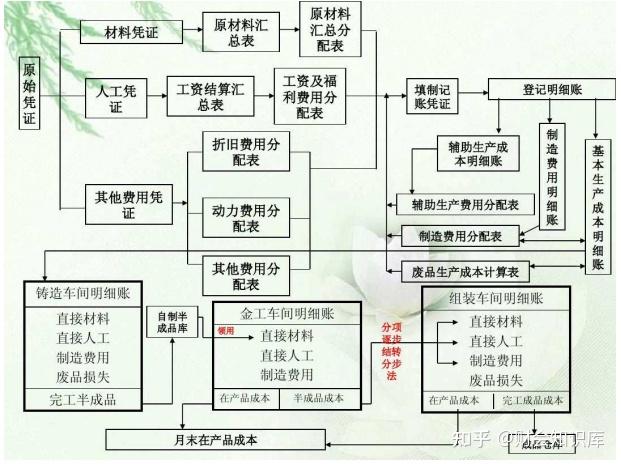 原始凭证
材料凭证
原材料汇
总表
原材料
汇总分
配表
人工凭
证
工资结算汇
总表
工资及福
利费用分
配表
填制记
账凭证
登记明细账
折旧费用分
配表
辅助生产成
本明细账
制造费用明细账
基本生产成本明细账
其他费用凭
证
动力费用分
配表
辅助生产费用分配表
制造费用分配表
其他费用分
配表
废品生产成本计算表
铸造车间明细账
直接材料
直接人工
制造费用
废品损失
完工半成品
自制半
成品库
金工车间明细账
领用
直接材料
直接人工
制造费用
在产品成本
半成品成本
分项
逐步
结转
分步
法
组装车间明细账
直接材料
直接人工
制造费用
废品损失
在产品成本
完工成品成本
月末在产品成本
成品仓库
知乎 @财会知识库